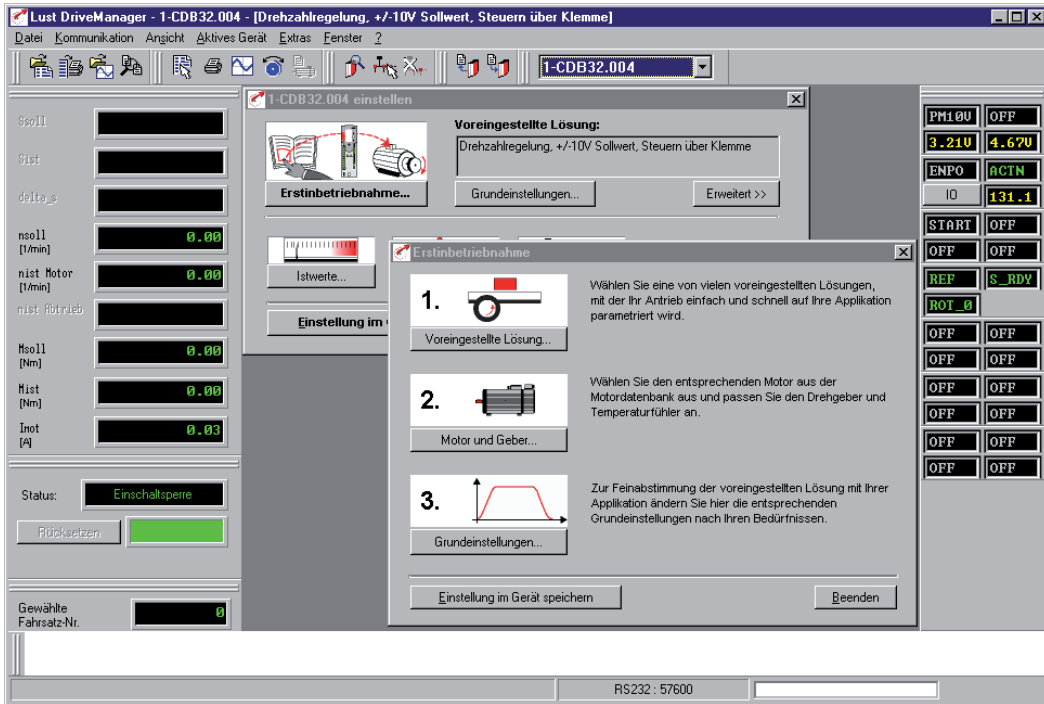 Lust DriveManager - 1-CDB32.004 - [Drehzahlregelung, +/-10V Sollwert, Steuern über Klemme]
Datei Kommunikation Ansicht Aktives Gerät Extras Fenster ?
1-CDB32.004
Ssoll
Sist
delta_s
nsoll
[1/min]
0.00
nist Motor
[1/min]
0.00
nist Abtrieb
Msoll
[Nm]
0.00
Mist
[Nm]
0.00
Imot
[A]
0.03
Status: Einschaltsperre
Rücksetzen
Gewählte
Fahrsatz-Nr.
0
1-CDB32.004 einstellen
Voreingestellte Lösung:
Drehzahlregelung, +/-10V Sollwert, Steuern über Klemme
Erstinbetriebnahme...
Grundeinstellungen...
Erweitert >>
Istwerte...
Einstellung im
Erstinbetriebnahme
1.
Voreingestellte Lösung...
Wählen Sie eine von vielen voreingestellten Lösungen,
mit der Ihr Antrieb einfach und schnell auf Ihre Applikation
parametriert wird.
2.
Motor und Geber...
Wählen Sie den entsprechenden Motor aus der
Motordatenbank aus und passen Sie den Drehgeber und
Temperaturfühler an.
3.
Grundeinstellungen...
Zur Feinabstimmung der voreingestellten Lösung mit Ihrer
Applikation ändern Sie hier die entsprechenden
Grundeinstellungen nach Ihren Bedürfnissen.
Einstellung im Gerät speichern
Beenden
PM10V OFF
3.21V 4.67V
ENPO ACTN
IO 131.1
START OFF
OFF OFF
REF S_RDY
ROT_0
OFF OFF
OFF OFF
OFF OFF
OFF OFF
OFF OFF
OFF OFF
RS232 : 57600